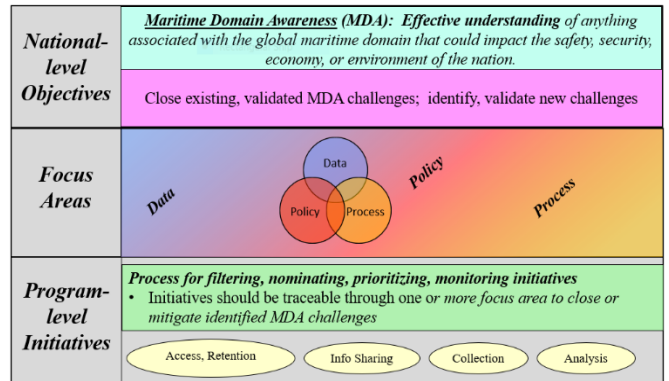 National-
level
Objectives
Maritime Domain Awareness (MDA): Effective understanding of anything
associated with the global maritime domain that could impact the safety, security,
economy, or environment of the nation.
Close existing, validated MDA challenges; identify, validate new challenges
Focus
Areas
Data
Data
Policy
Process
Policy
Process
Program-
level
Initiatives
Process for filtering, nominating, prioritizing, monitoring initiatives
• Initiatives should be traceable through one or more focus area to close or
mitigate identified MDA challenges
Access, Retention
Info Sharing
Collection
Analysis